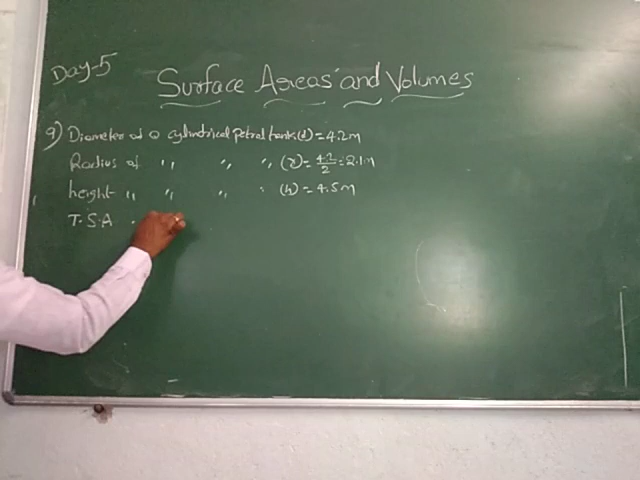 Day-5
Surface Areas and Volumes
9) Diameter of a cylindrical petrol tank (d) = 4.2m
Radius of " " " (r) = 4.2/2 = 2.1m
height " " " " (h) = 4.5m
T.S.A "